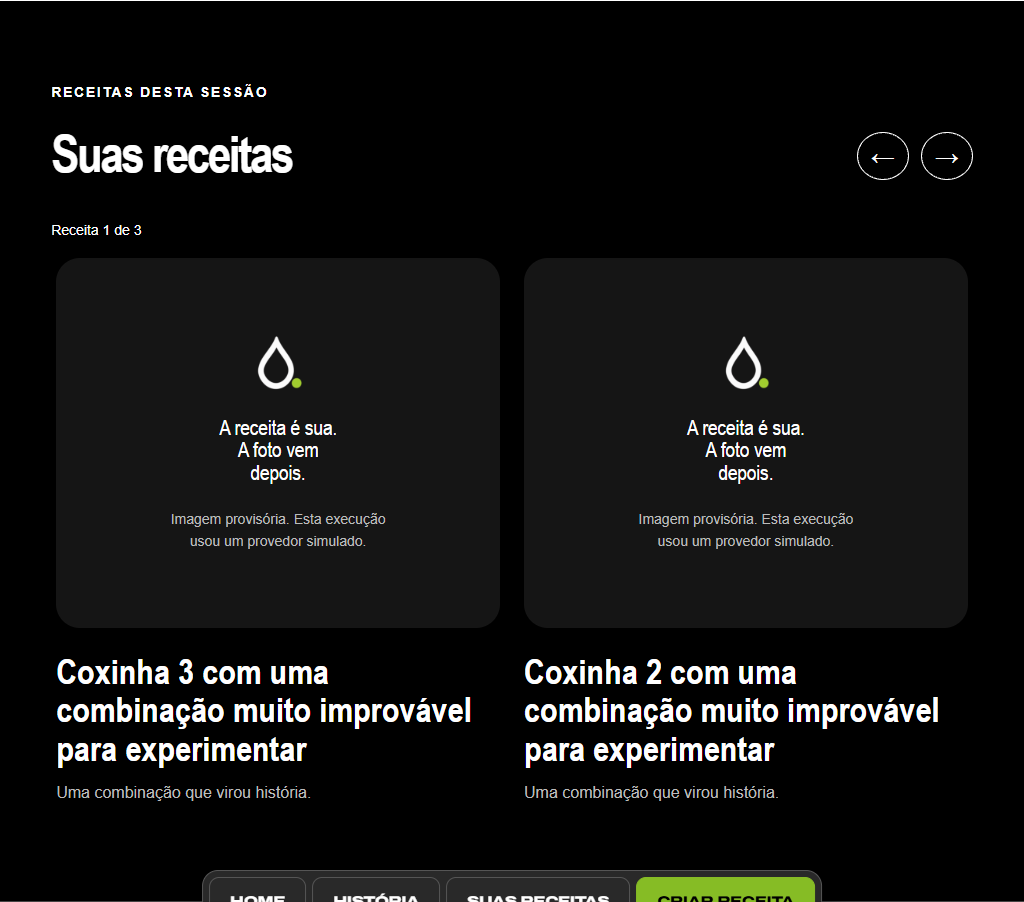 RECEITAS DESTA SESSÃO
Suas receitas
← →
Receita 1 de 3
A receita é sua.
A foto vem
depois.
Imagem provisória. Esta execução
usou um provedor simulado.
A receita é sua.
A foto vem
depois.
Imagem provisória. Esta execução
usou um provedor simulado.
Coxinha 3 com uma
combinação muito improvável
para experimentar
Uma combinação que virou história.
Coxinha 2 com uma
combinação muito improvável
para experimentar
Uma combinação que virou história.
HOME HISTÓRIA SUAS RECEITAS CRIAR RECEITA